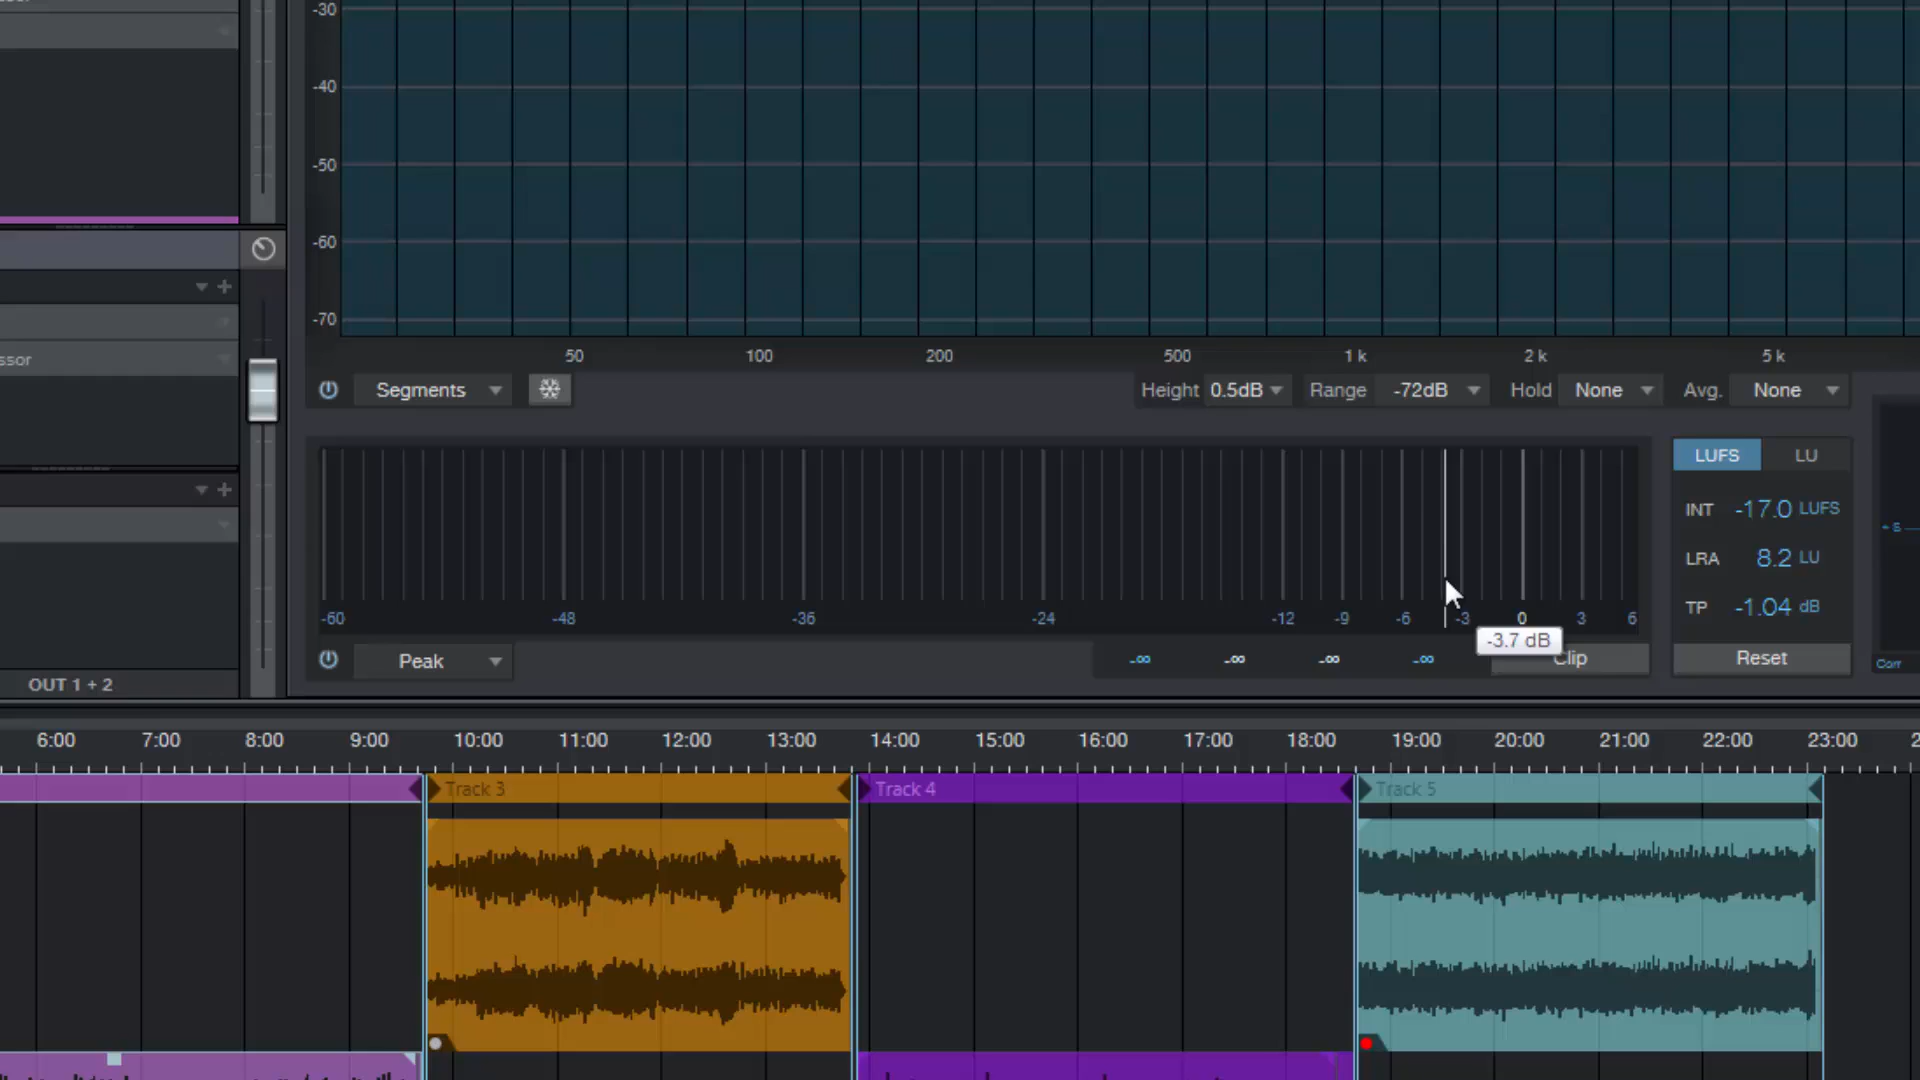 -30
-40
-50
-60
-70
50 100 200 500 1k 2k 5k
ssor
Segments
Height 0.5dB Range -72dB Hold None Avg. None
LUFS LU
INT -17.0 LUFS
LRA 8.2 LU
TP -1.04 dB
-60 -48 -36 -24 -12 -9 -6 -3 0 3 6
-3.7 dB
Peak
-∞ -∞ -∞ -∞
Clip
Reset
Corr
OUT 1 + 2
6:00 7:00 8:00 9:00 10:00 11:00 12:00 13:00 14:00 15:00 16:00 17:00 18:00 19:00 20:00 21:00 22:00 23:00 2
Track 3
Track 4
Track 5